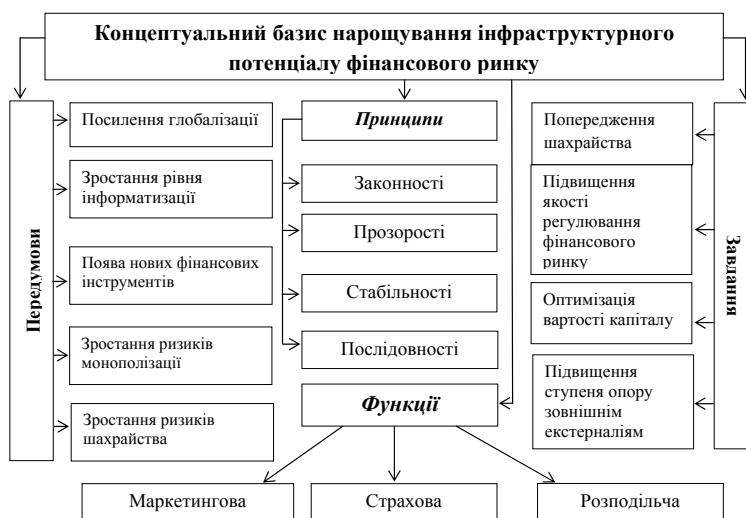 Концептуальний базис нарощування інфраструктурного
потенціалу фінансового ринку
Передумови
Посилення глобалізації
Зростання рівня
інформатизації
Поява нових фінансових
інструментів
Зростання ризиків
монополізації
Зростання ризиків
шахрайства
Принципи
Законності
Прозорості
Стабільності
Послідовності
Функції
Маркетингова
Страхова
Розподільча
Завдання
Попередження
шахрайства
Підвищення
якості
регулювання
фінансового
ринку
Оптимізація
вартості капіталу
Підвищення
ступеня опору
зовнішнім
екстерналіям